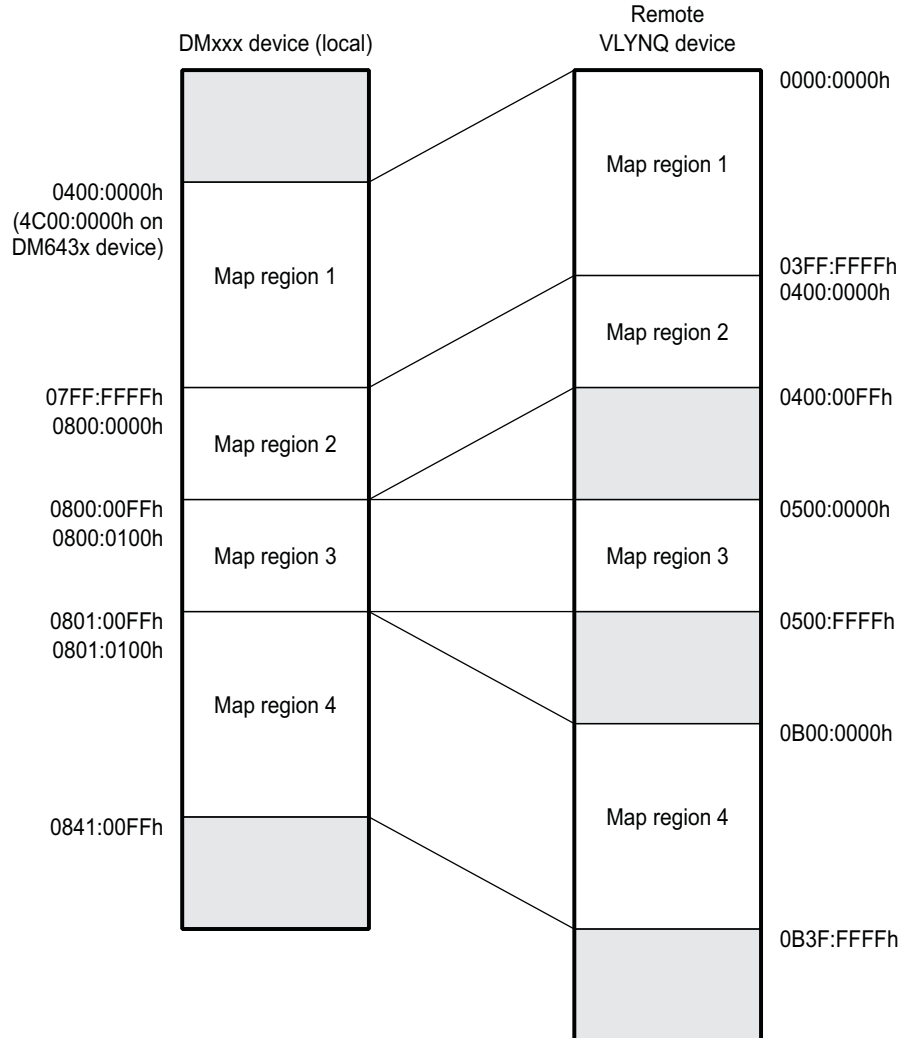 DMxxx device (local)
0400:0000h
(4C00:0000h on
DM643x device)
Map region 1
07FF:FFFFh
0800:0000h
Map region 2
0800:00FFh
0800:0100h
Map region 3
0801:00FFh
0801:0100h
Map region 4
0841:00FFh
Remote
VLYNQ device
0000:0000h
Map region 1
03FF:FFFFh
0400:0000h
Map region 2
0400:00FFh
0500:0000h
Map region 3
0500:FFFFh
0B00:0000h
Map region 4
0B3F:FFFFh